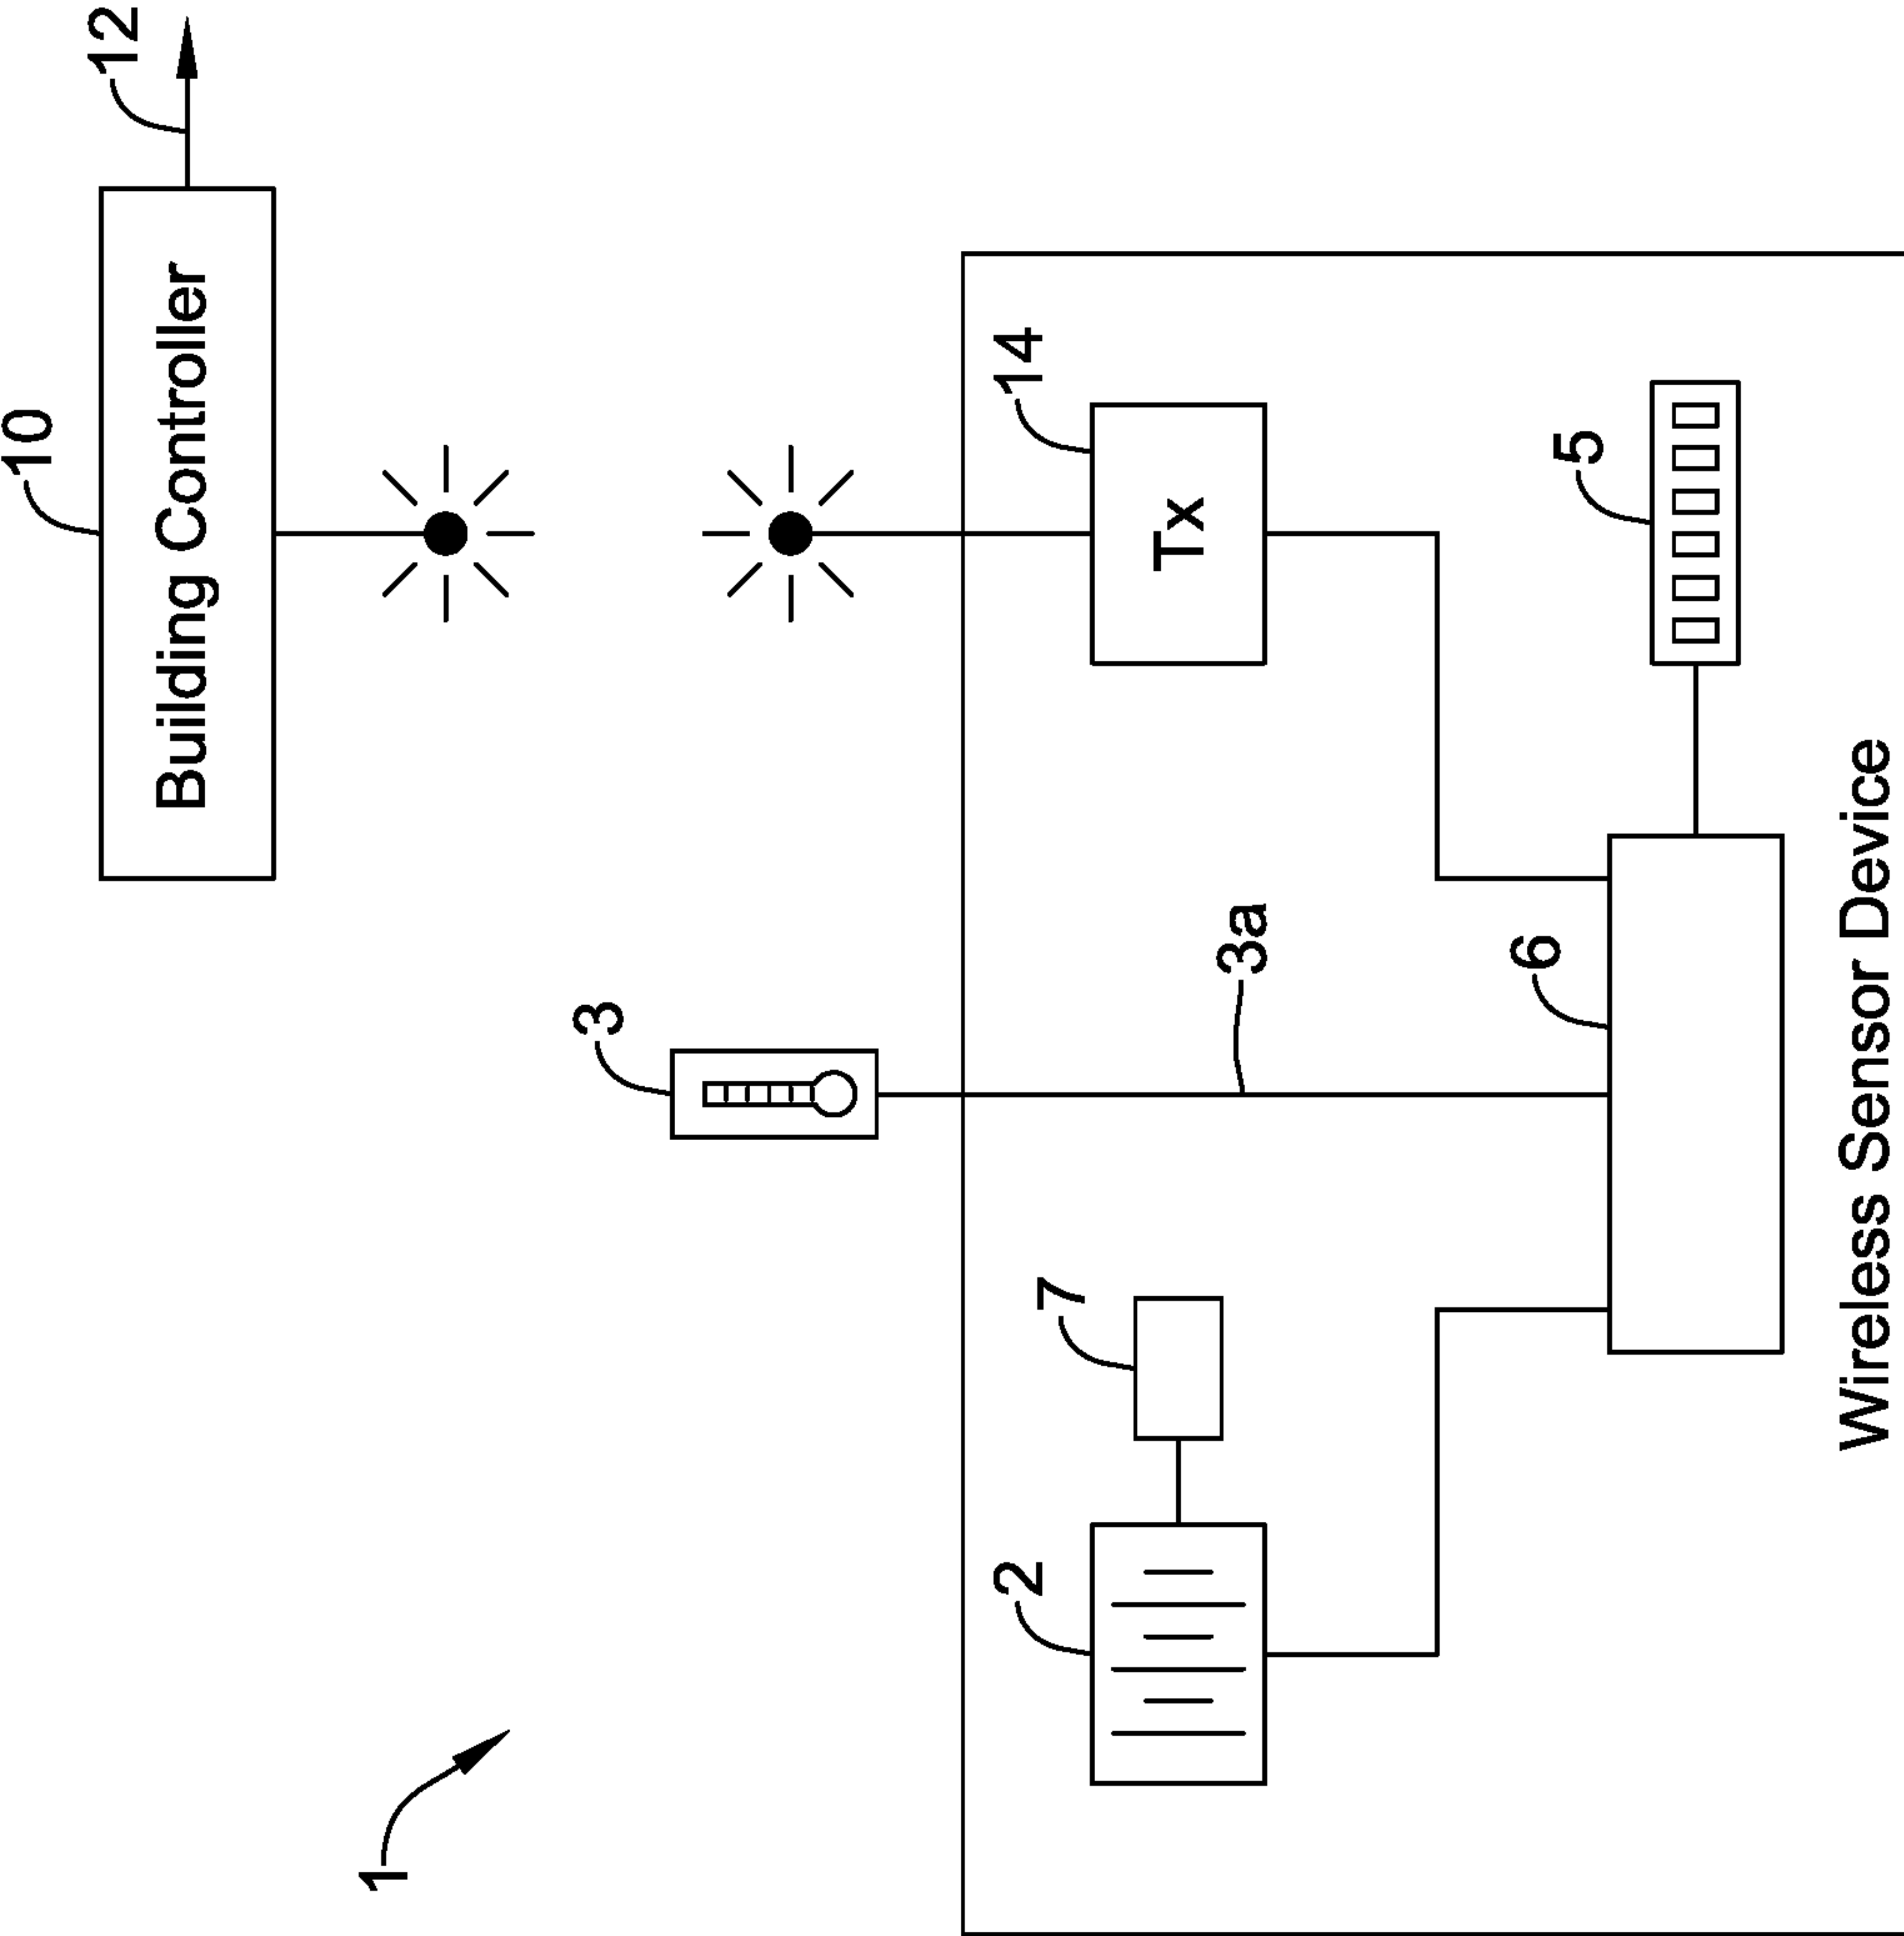 10
12
Building Controller
1
3
14
Tx
2
7
3a
5
6
Wireless Sensor Device